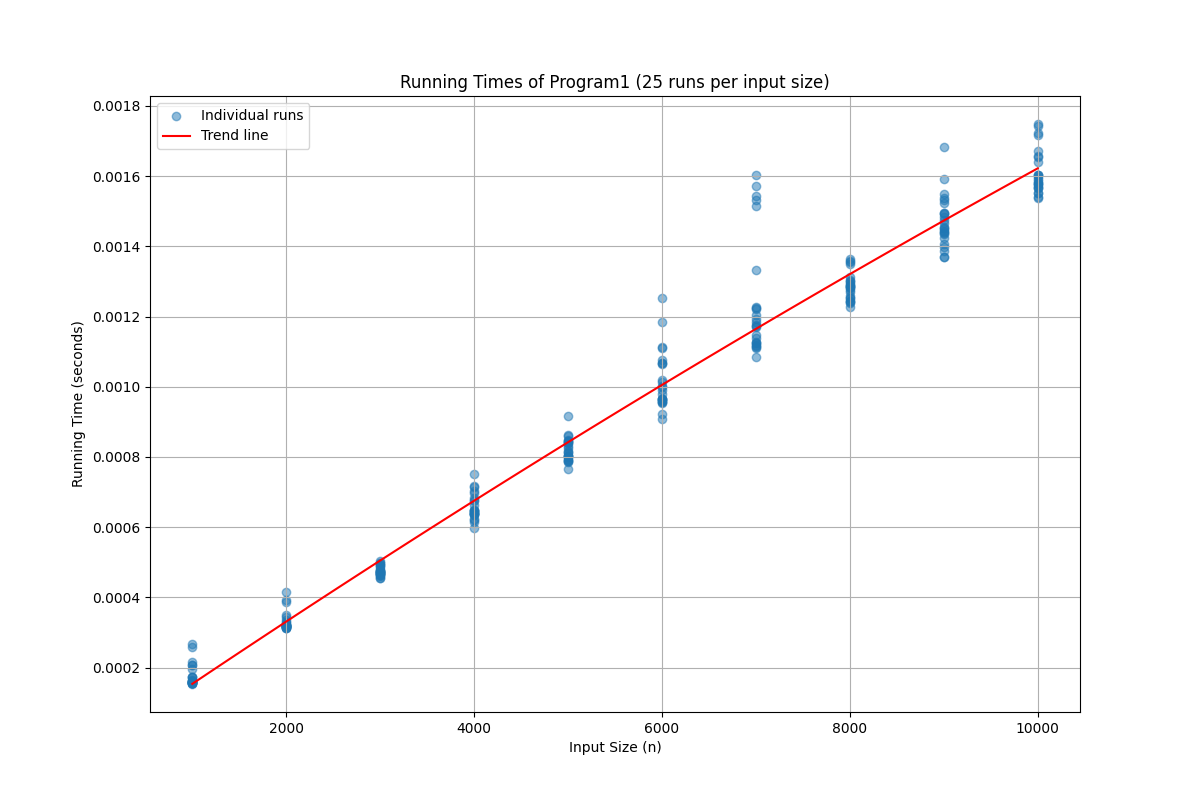 Running Times of Program1 (25 runs per input size)
Individual runs
Trend line
Running Time (seconds)
0.0018
0.0016
0.0014
0.0012
0.0010
0.0008
0.0006
0.0004
0.0002
2000 4000 6000 8000 10000
Input Size (n)